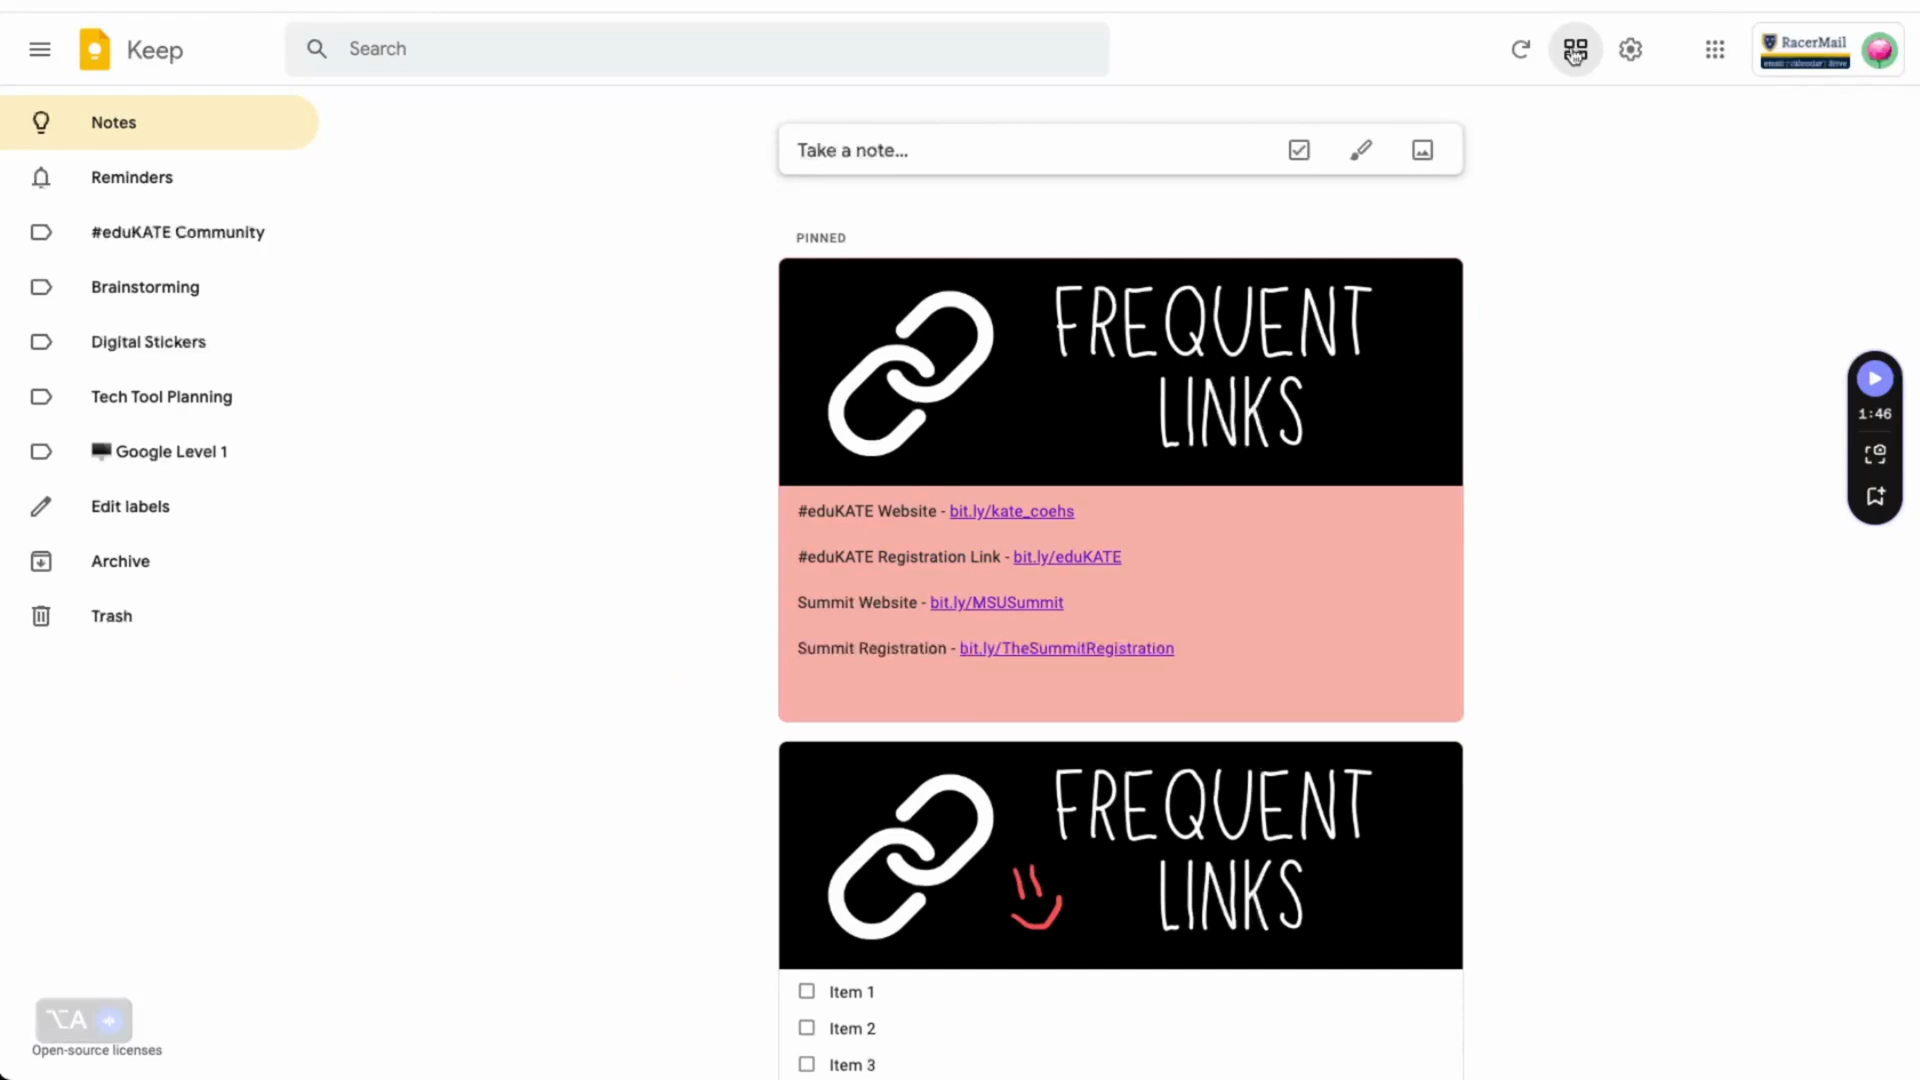 Keep
Search
RacerMail
email : calendar : drive
Notes
Reminders
#eduKATE Community
Brainstorming
Digital Stickers
Tech Tool Planning
Google Level 1
Edit labels
Archive
Trash
Take a note...
PINNED
FREQUENT
LINKS
#eduKATE Website - bit.ly/kate_coehs
#eduKATE Registration Link - bit.ly/eduKATE
Summit Website - bit.ly/MSUSummit
Summit Registration - bit.ly/TheSummitRegistration
FREQUENT
LINKS
Item 1
Item 2
Item 3
1:46
⌥A
Open-source licenses